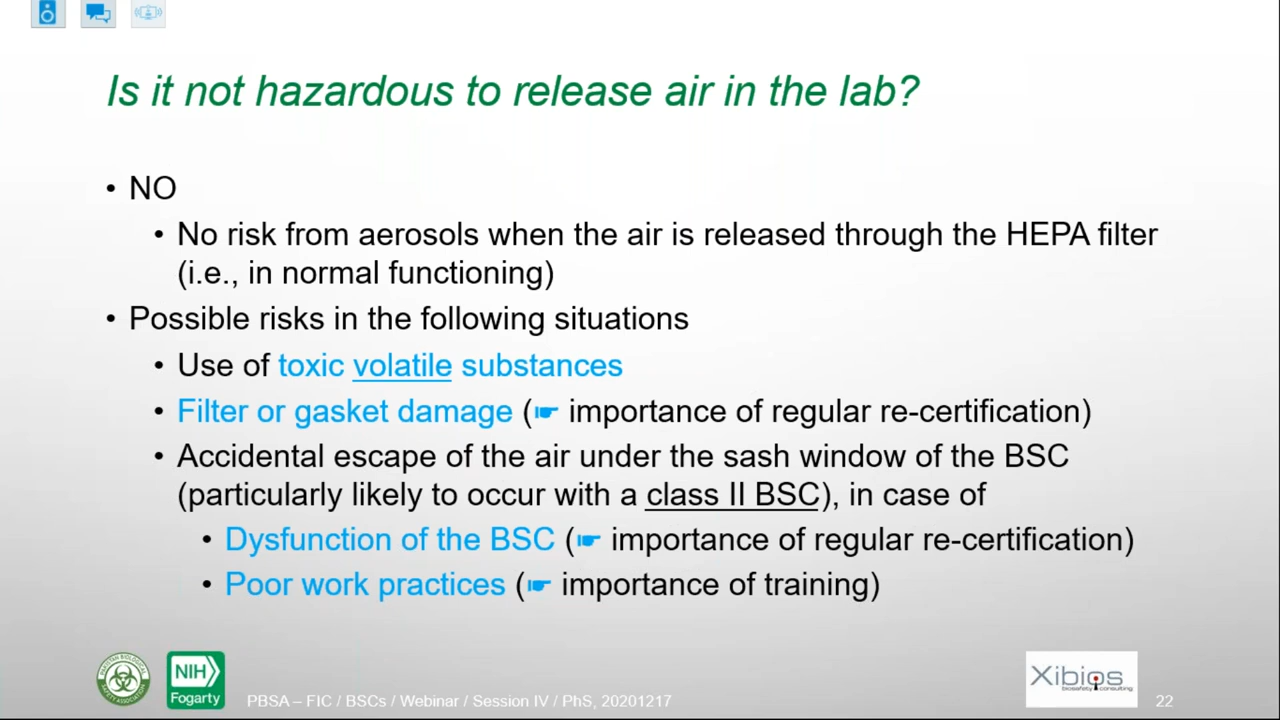 Is it not hazardous to release air in the lab?
• NO
• No risk from aerosols when the air is released through the HEPA filter
(i.e., in normal functioning)
• Possible risks in the following situations
• Use of toxic volatile substances
• Filter or gasket damage (☛ importance of regular re-certification)
• Accidental escape of the air under the sash window of the BSC
(particularly likely to occur with a class II BSC), in case of
• Dysfunction of the BSC (☛ importance of regular re-certification)
• Poor work practices (☛ importance of training)
NIH
Fogarty
PBSA – FIC / BSCs / Webinar / Session IV / PhS, 20201217
Xibios
biosafety consulting
22